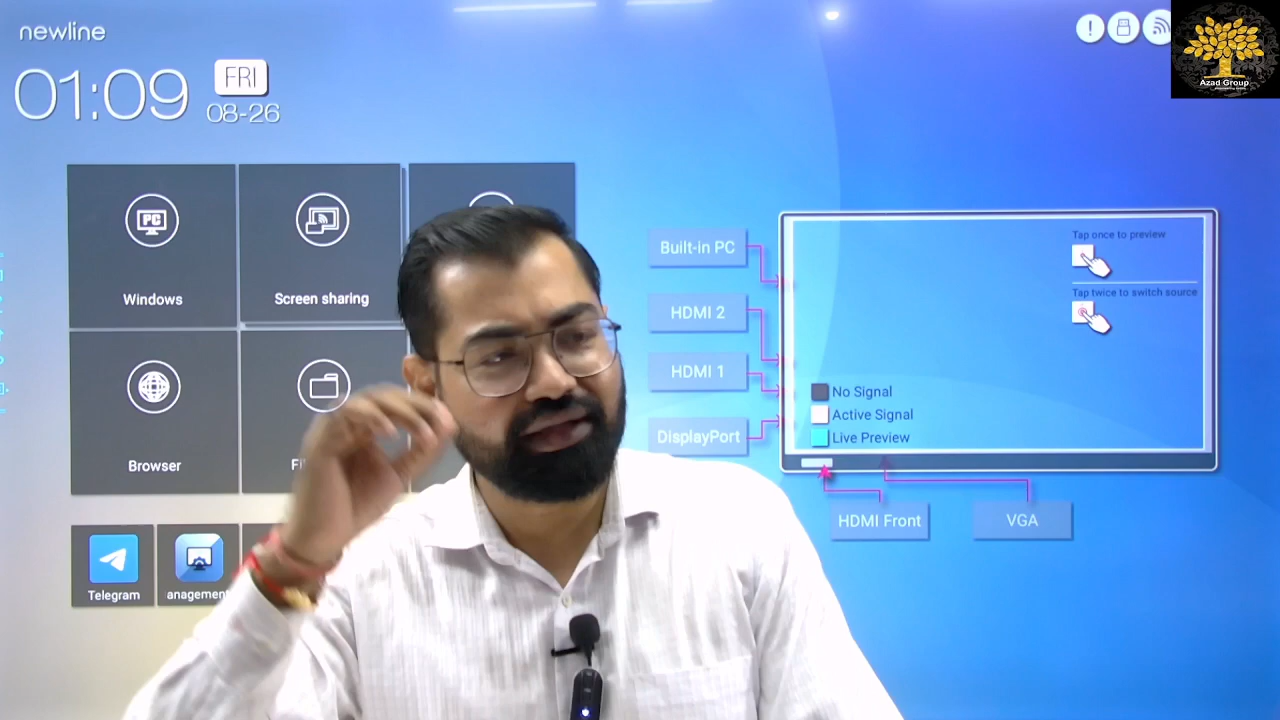 newline
01:09
FRI
08-26
Azad Group
PC
Windows
Screen sharing
Browser
Telegram
anagement
Built-in PC
HDMI 2
HDMI 1
DisplayPort
Tap once to preview
Tap twice to switch source
No Signal
Active Signal
Live Preview
HDMI Front
VGA